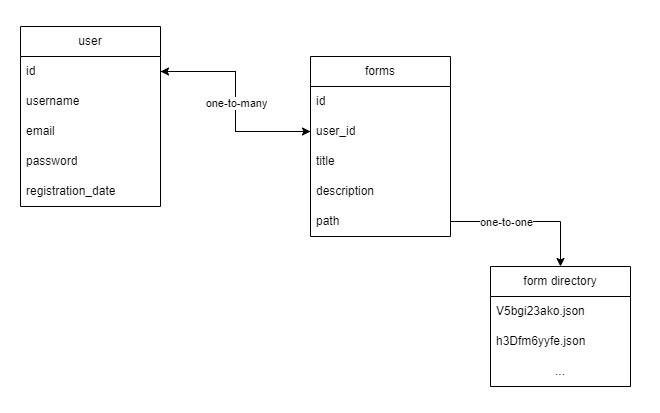 user
id
username
email
password
registration_date
one-to-many
forms
id
user_id
title
description
path
one-to-one
form directory
V5bgi23ako.json
h3Dfm6yyfe.json
...